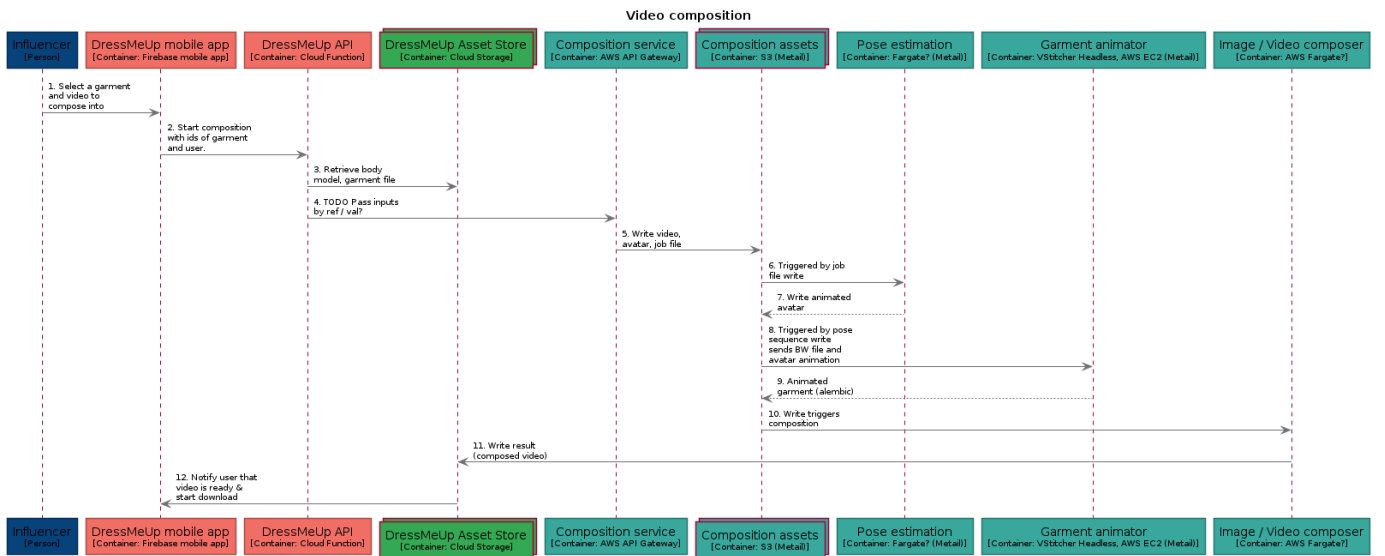 Video composition
Influencer
[Person]
DressMeUp mobile app
[Container: Firebase mobile app]
DressMeUp API
[Container: Cloud Function]
DressMeUp Asset Store
[Container: Cloud Storage]
Composition service
[Container: AWS API Gateway]
Composition assets
[Container: S3 (Metail)]
Pose estimation
[Container: Fargate? (Metail)]
Garment animator
[Container: VStitcher Headless, AWS EC2 (Metail)]
Image / Video composer
[Container: AWS Fargate?]
1. Select a garment
and video to
compose into
2. Start composition
with ids of garment
and user.
3. Retrieve body
model, garment file
4. TODO Pass inputs
by ref / val?
5. Write video,
avatar, job file
6. Triggered by job
file write
7. Write animated
avatar
8. Triggered by pose
sequence write
sends BW file and
avatar animation
9. Animated
garment (alembic)
10. Write triggers
composition
11. Write result
(composed video)
12. Notify user that
video is ready &
start download
Influencer
[Person]
DressMeUp mobile app
[Container: Firebase mobile app]
DressMeUp API
[Container: Cloud Function]
DressMeUp Asset Store
[Container: Cloud Storage]
Composition service
[Container: AWS API Gateway]
Composition assets
[Container: S3 (Metail)]
Pose estimation
[Container: Fargate? (Metail)]
Garment animator
[Container: VStitcher Headless, AWS EC2 (Metail)]
Image / Video composer
[Container: AWS Fargate?]